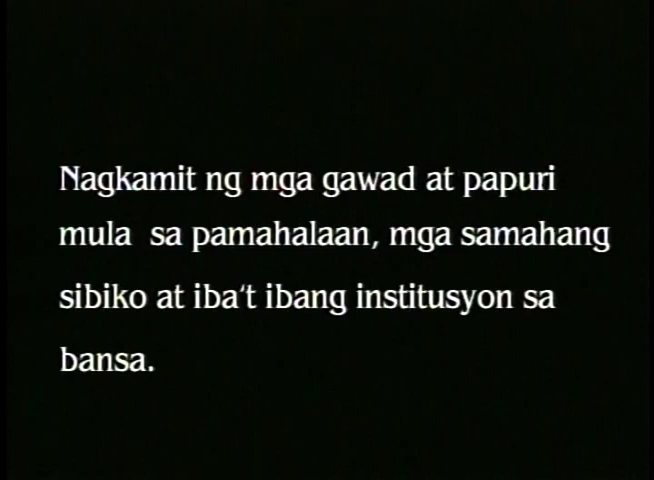 Nagkamit ng mga gawad at papuri
mula sa pamahalaan, mga samahang
sibiko at iba't ibang institusyon sa
bansa.